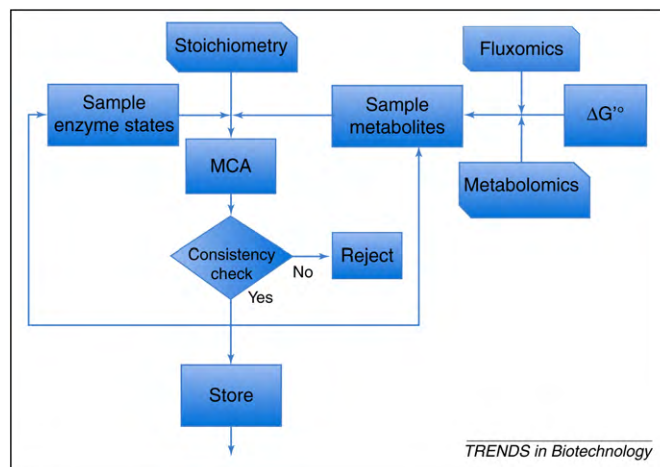 Stoichiometry
Fluxomics
Sample
enzyme states
Sample
metabolites
ΔG'°
MCA
Metabolomics
Consistency
check
No
Reject
Yes
Store
TRENDS in Biotechnology